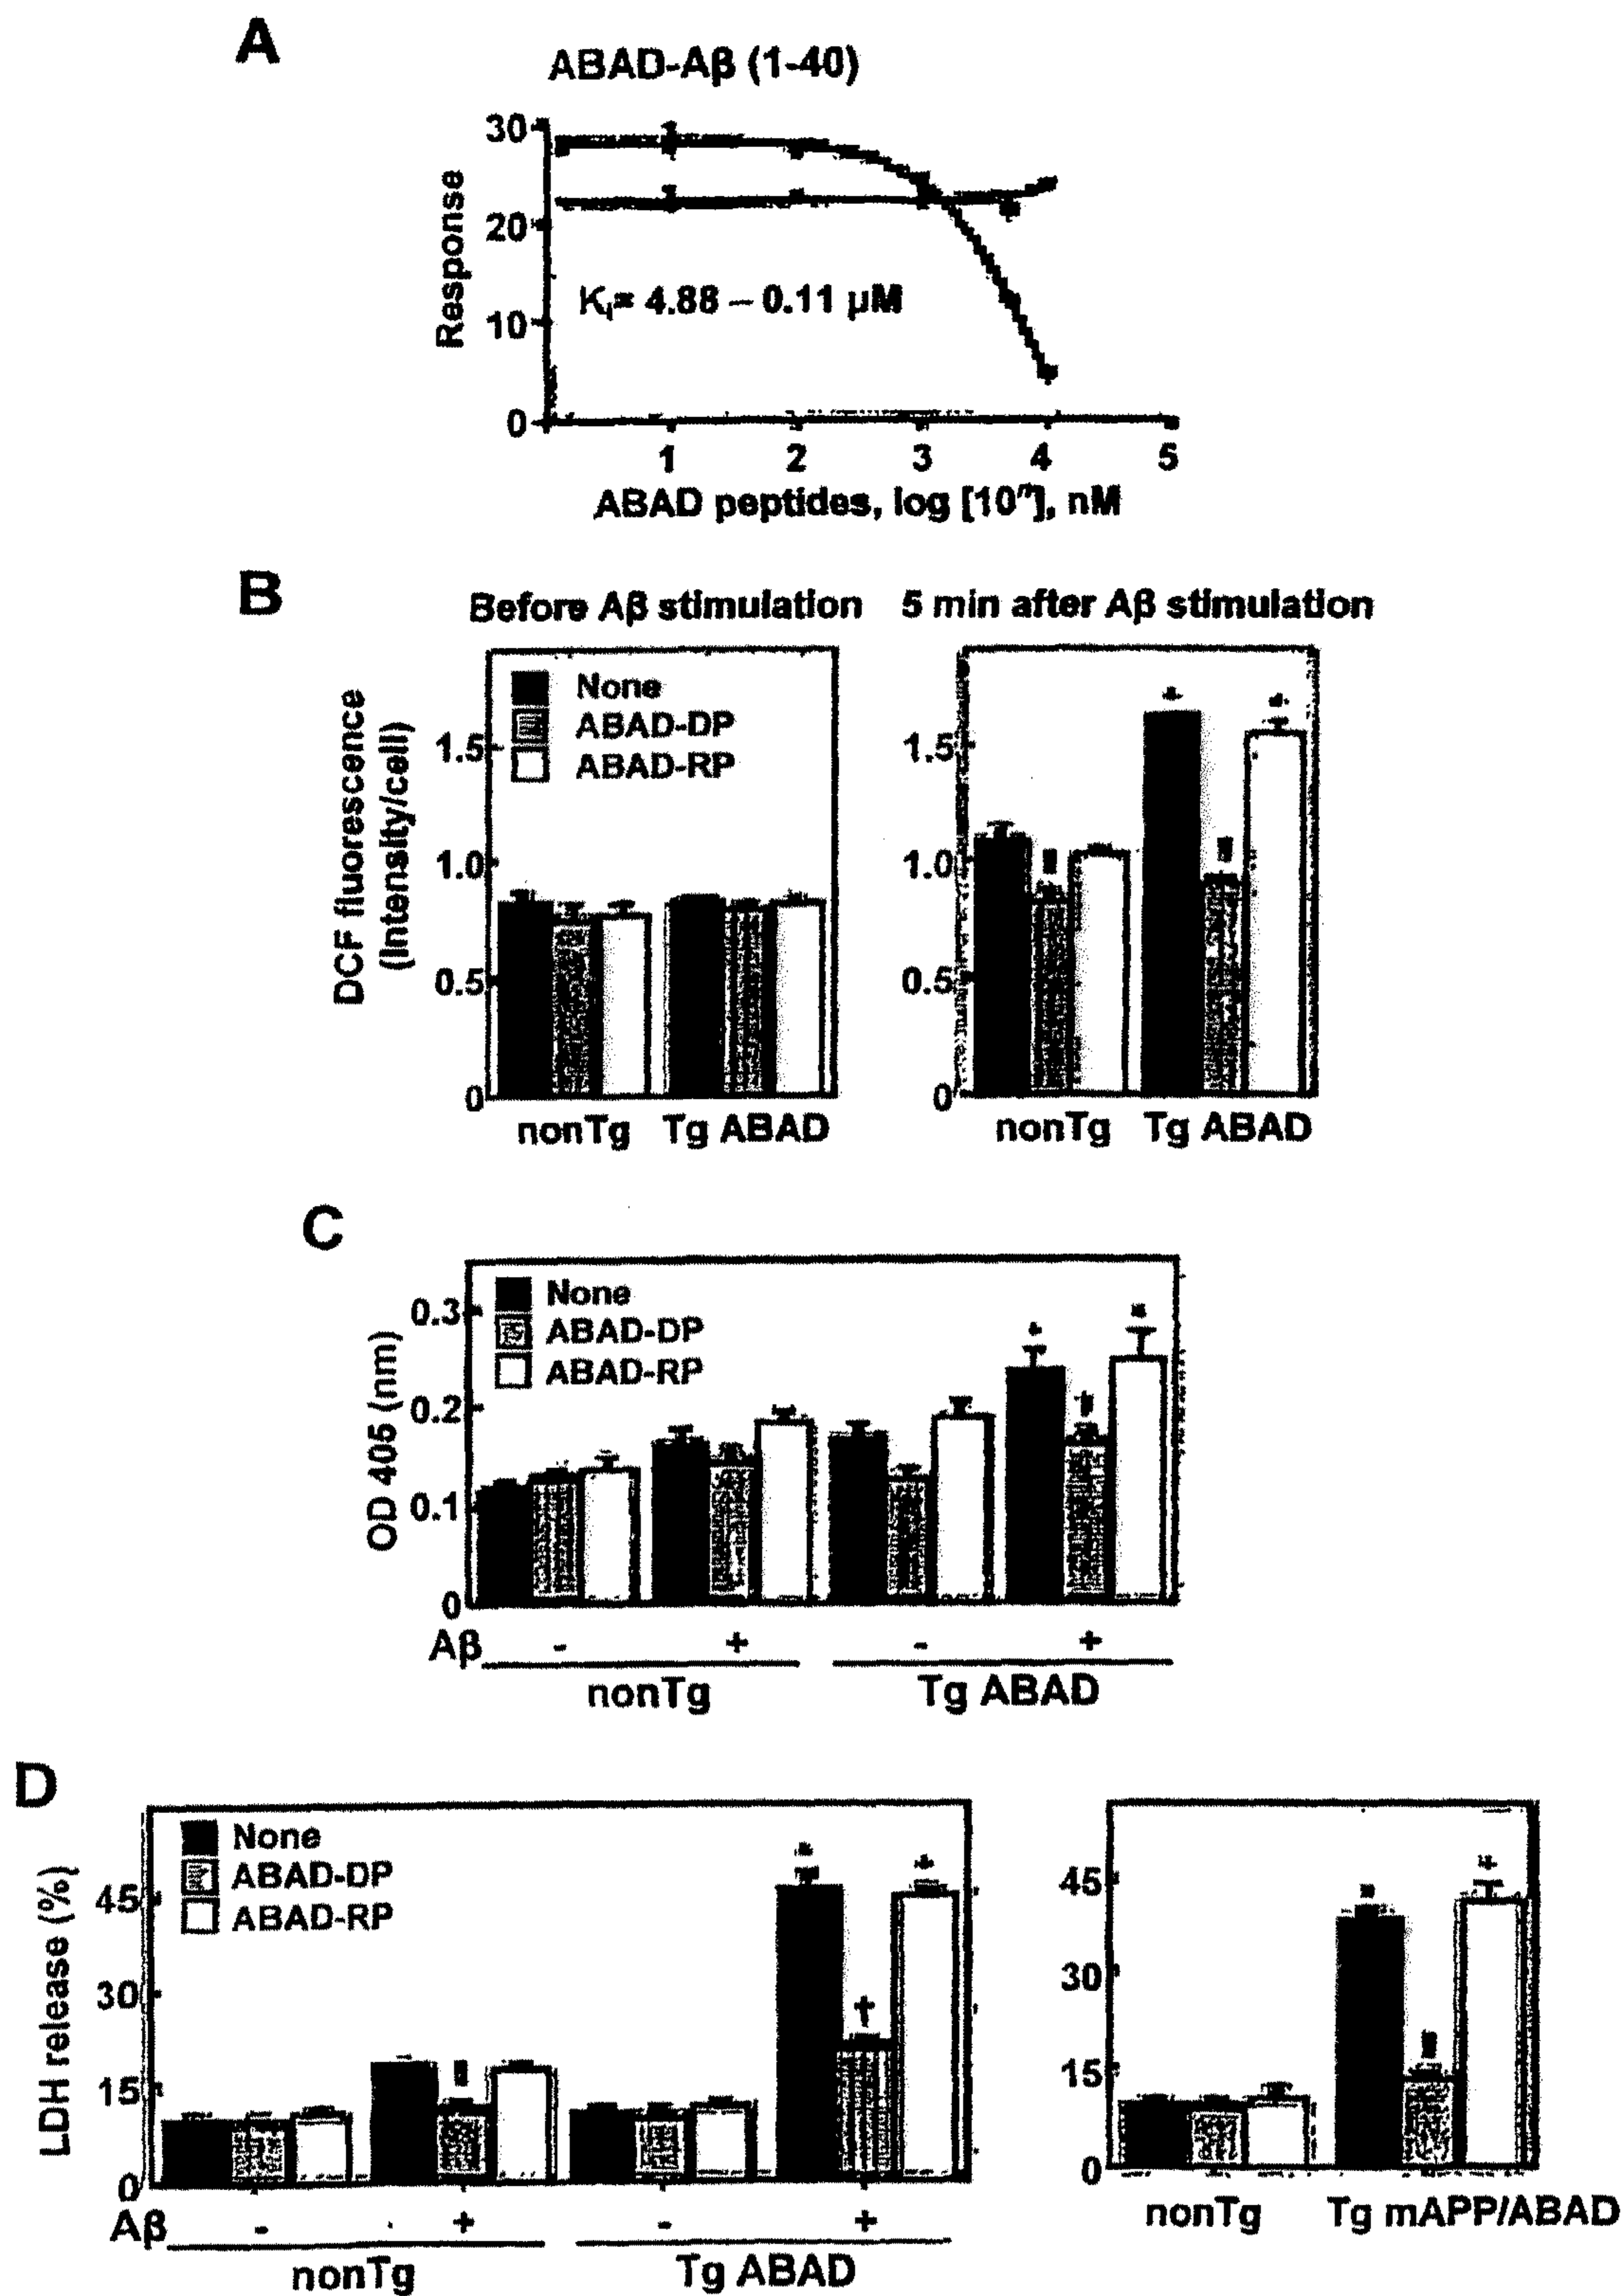 A
ABAD-Aβ (1-40)
Response
30
20
10
0
Kᵢ= 4.88 – 0.11 µM
1 2 3 4 5
ABAD peptides, log [10ⁿ], nM
B
Before Aβ stimulation 5 min after Aβ stimulation
DCF fluorescence
(Intensity/cell)
None
ABAD-DP
ABAD-RP
1.5
1.0
0.5
0
nonTg Tg ABAD
1.5
1.0
0.5
0
nonTg Tg ABAD
C
OD 405 (nm)
None
ABAD-DP
ABAD-RP
0.3
0.2
0.1
0
Aβ - + - +
nonTg Tg ABAD
D
LDH release (%)
None
ABAD-DP
ABAD-RP
45
30
15
0
Aβ - + - +
nonTg Tg ABAD
45
30
15
0
nonTg Tg mAPP/ABAD